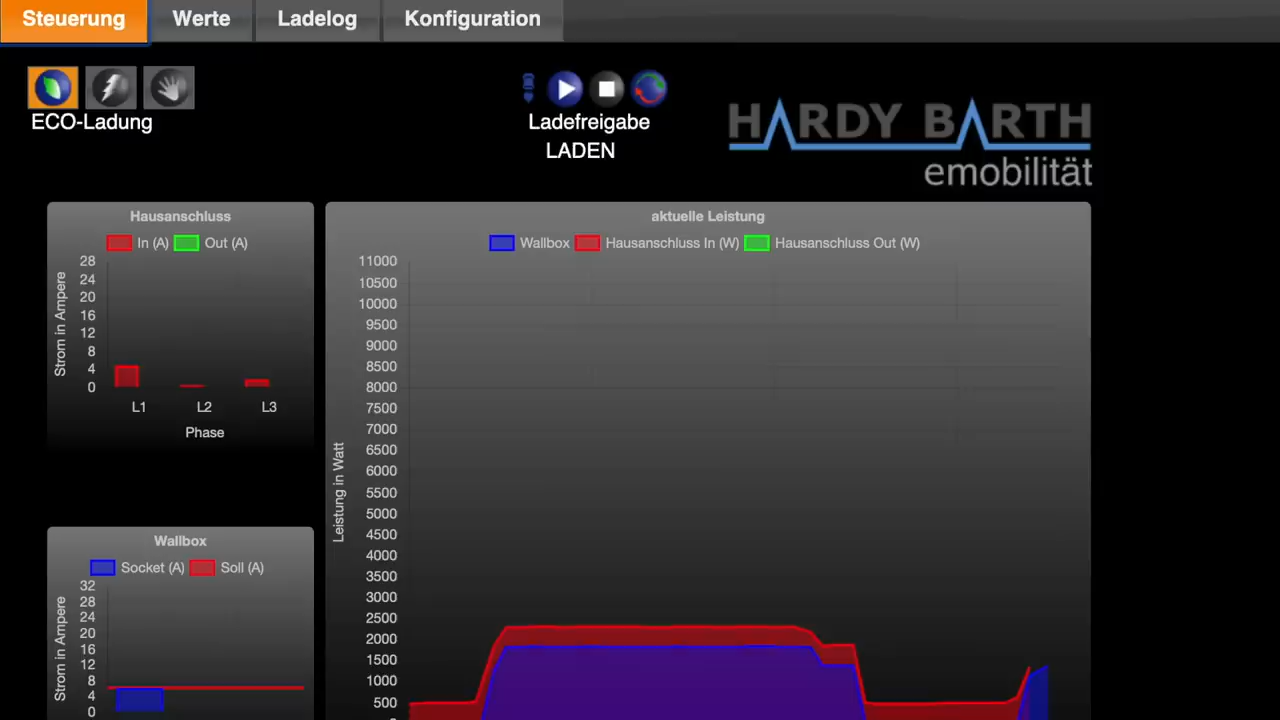 Steuerung Werte Ladelog Konfiguration
ECO-Ladung
Ladefreigabe
LADEN
HARDY BARTH
emobilität
Hausanschluss
In (A) Out (A)
Strom in Ampere
28
24
20
16
12
8
4
0
L1 L2 L3
Phase
aktuelle Leistung
Wallbox Hausanschluss In (W) Hausanschluss Out (W)
Leistung in Watt
11000
10500
10000
9500
9000
8500
8000
7500
7000
6500
6000
5500
5000
4500
4000
3500
3000
2500
2000
1500
1000
500
Wallbox
Socket (A) Soll (A)
Strom in Ampere
32
28
24
20
16
12
8
4
0